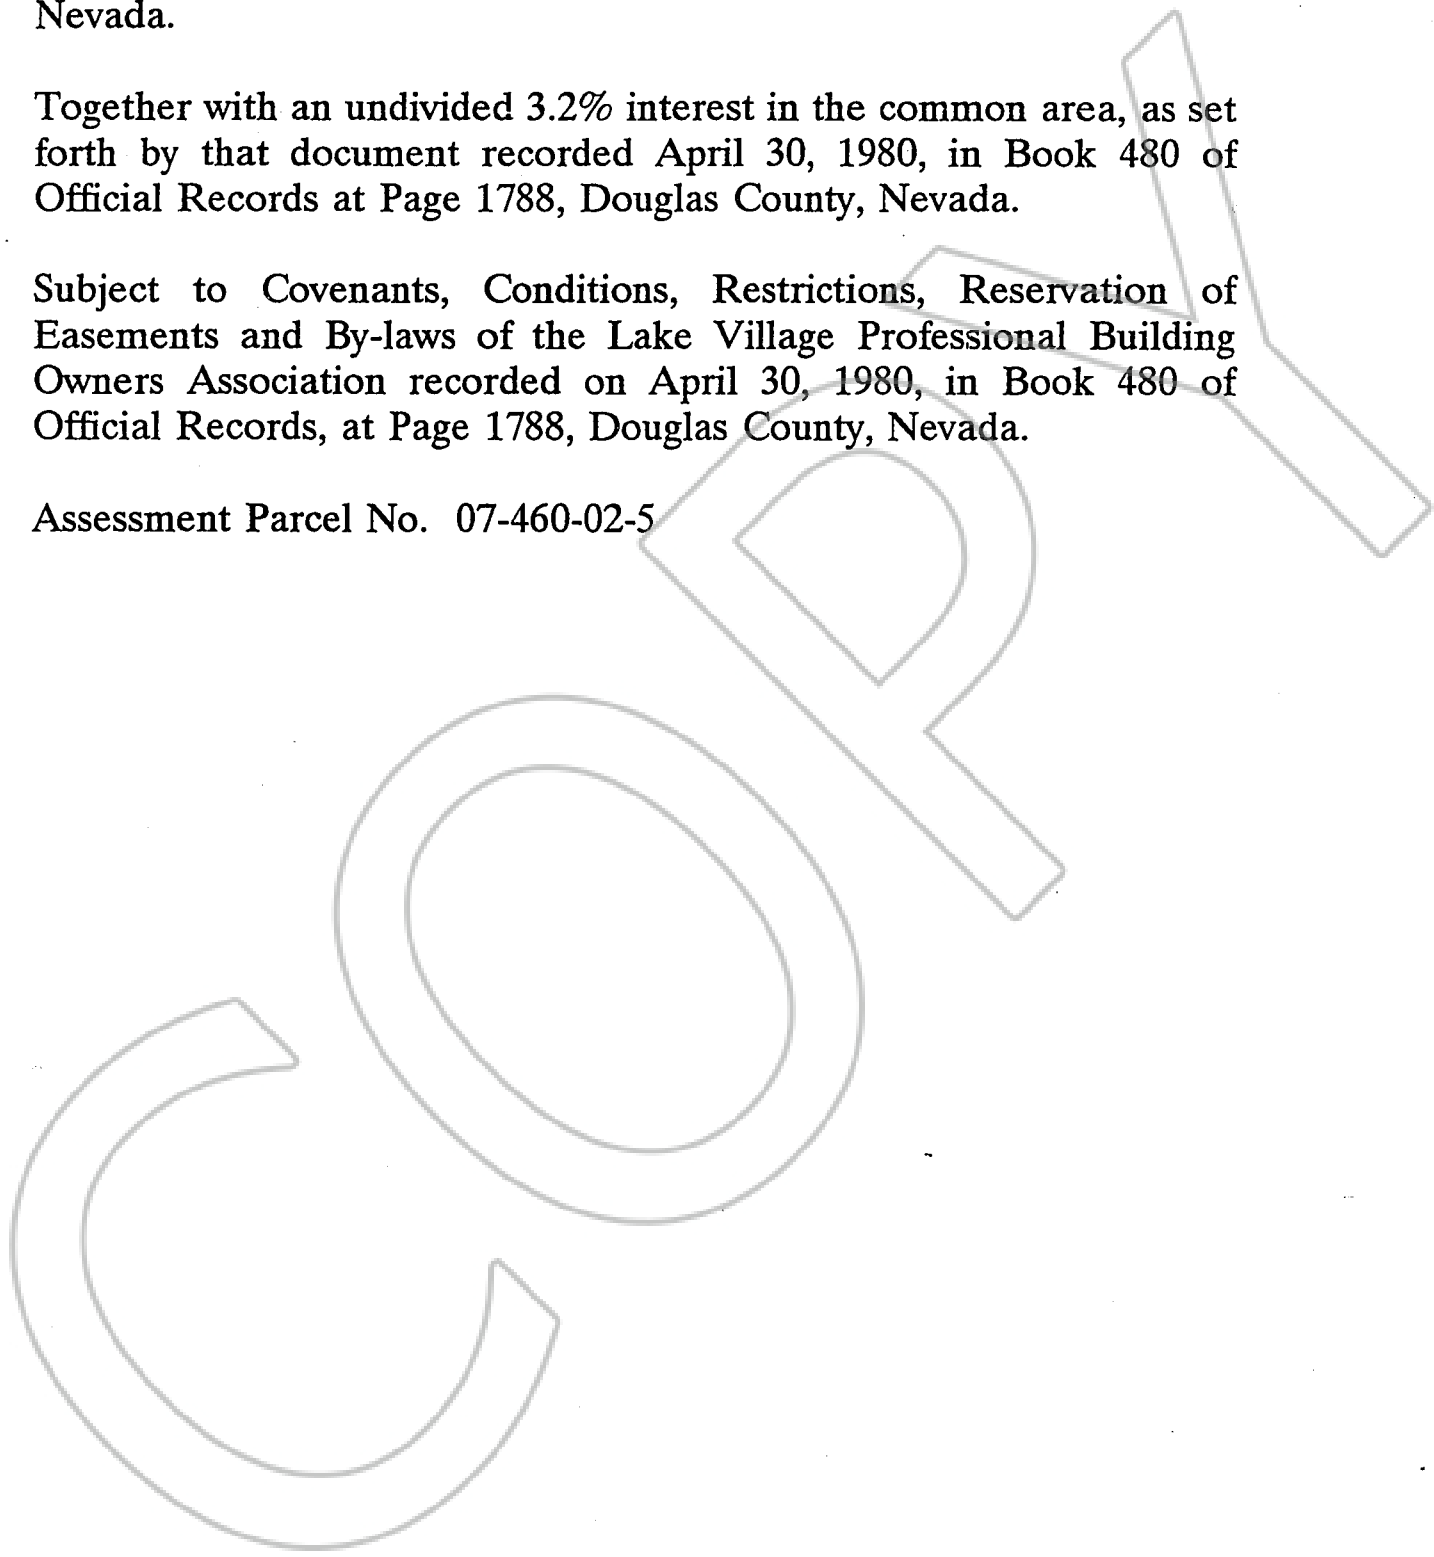 Nevada.
Together with an undivided 3.2% interest in the common area, as set
forth by that document recorded April 30, 1980, in Book 480 of
Official Records at Page 1788, Douglas County, Nevada.
Subject to Covenants, Conditions, Restrictions, Reservation of
Easements and By-laws of the Lake Village Professional Building
Owners Association recorded on April 30, 1980, in Book 480 of
Official Records, at Page 1788, Douglas County, Nevada.
Assessment Parcel No. 07-460-02-5
COPY